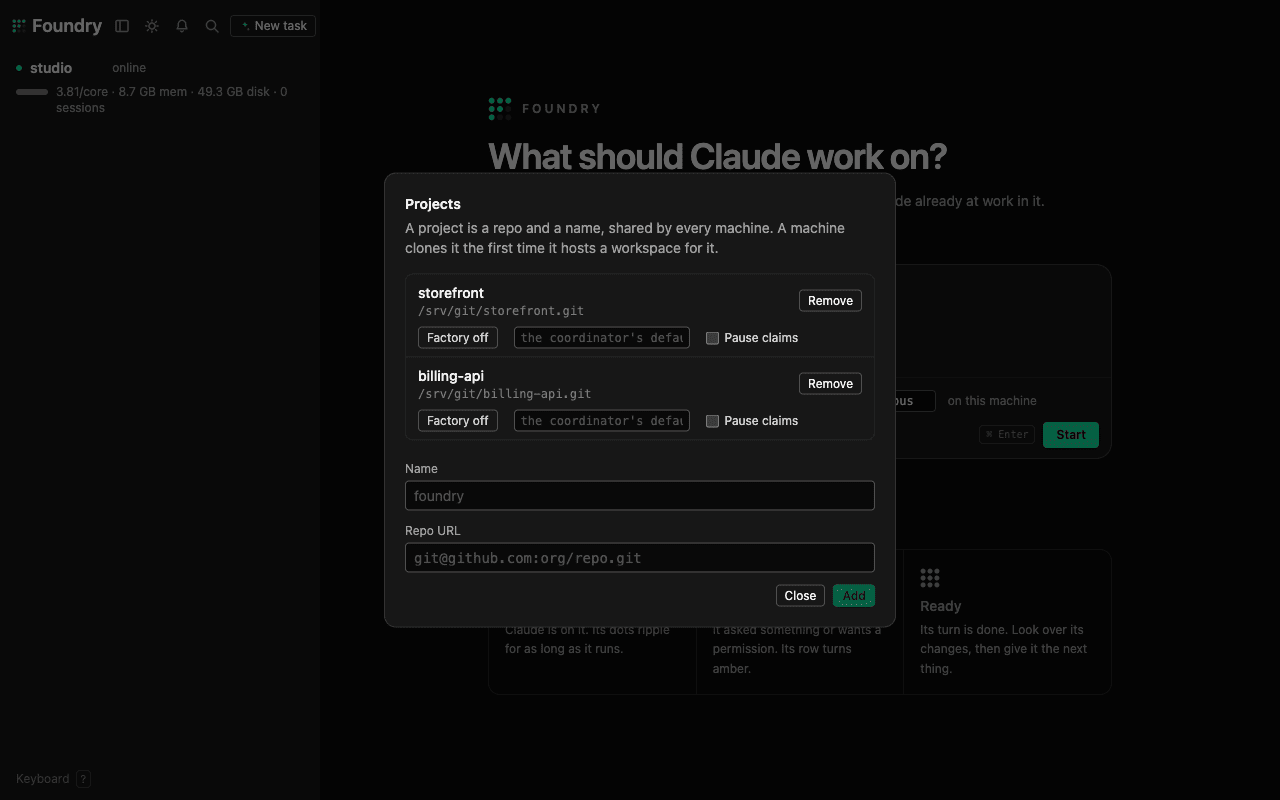 Foundry
New task
studio
online
3.81/core · 8.7 GB mem · 49.3 GB disk · 0
sessions
FOUNDRY
What should Claude work on?
de already at work in it.
Projects
A project is a repo and a name, shared by every machine. A machine
clones it the first time it hosts a workspace for it.
storefront
/srv/git/storefront.git
Remove
Factory off
the coordinator's defau
Pause claims
billing-api
/srv/git/billing-api.git
Remove
Factory off
the coordinator's defau
Pause claims
on this machine
⌘ Enter
Start
Name
foundry
Repo URL
git@github.com:org/repo.git
Close
Add
Claude is on it. Its dots ripple
for as long as it runs.
it asked something or wants a
permission. Its row turns
amber.
Ready
Its turn is done. Look over its
changes, then give it the next
thing.
Keyboard ?